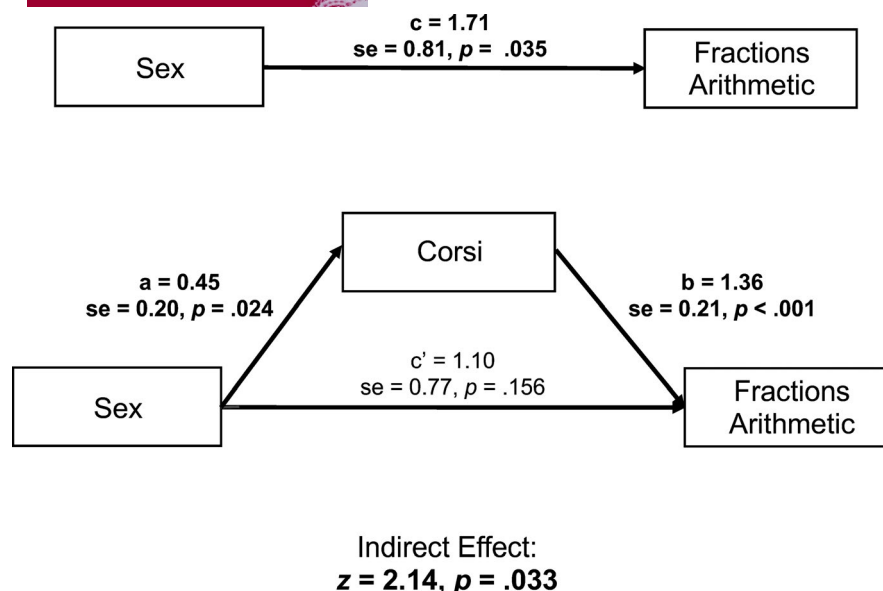 c = 1.71
se = 0.81, p = .035
Sex
Fractions
Arithmetic
Corsi
a = 0.45
se = 0.20, p = .024
b = 1.36
se = 0.21, p < .001
c’ = 1.10
se = 0.77, p = .156
Sex
Fractions
Arithmetic
Indirect Effect:
z = 2.14, p = .033